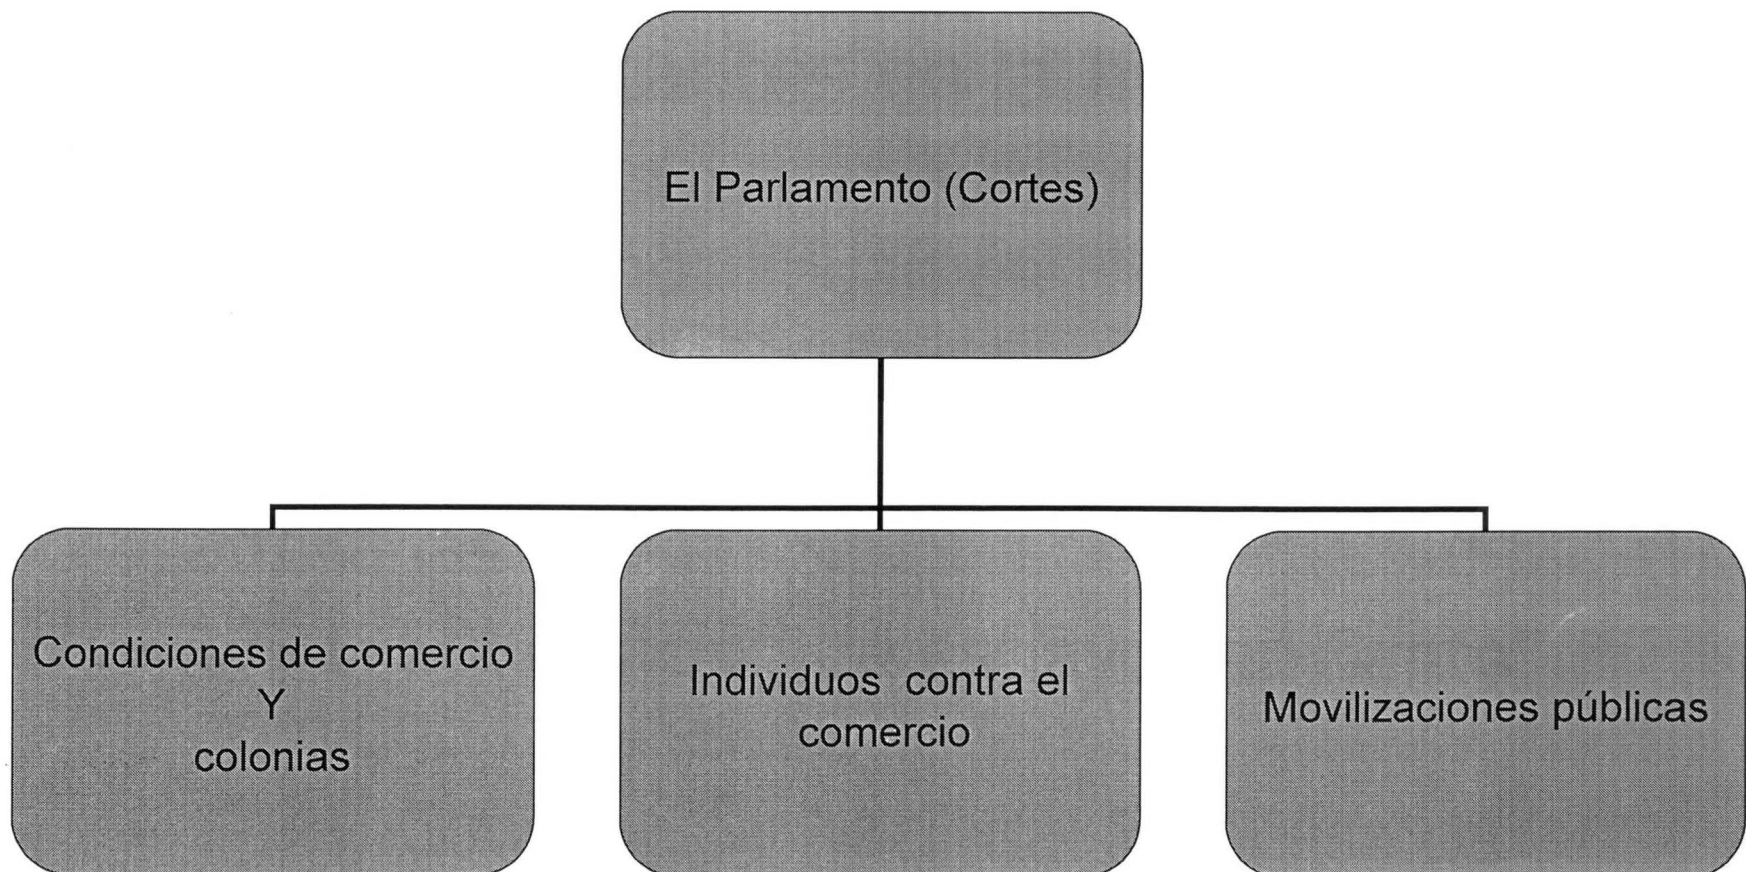 El Parlamento (Cortes)
Condiciones de comercio
Y
colonias
Individuos contra el
comercio
Movilizaciones públicas